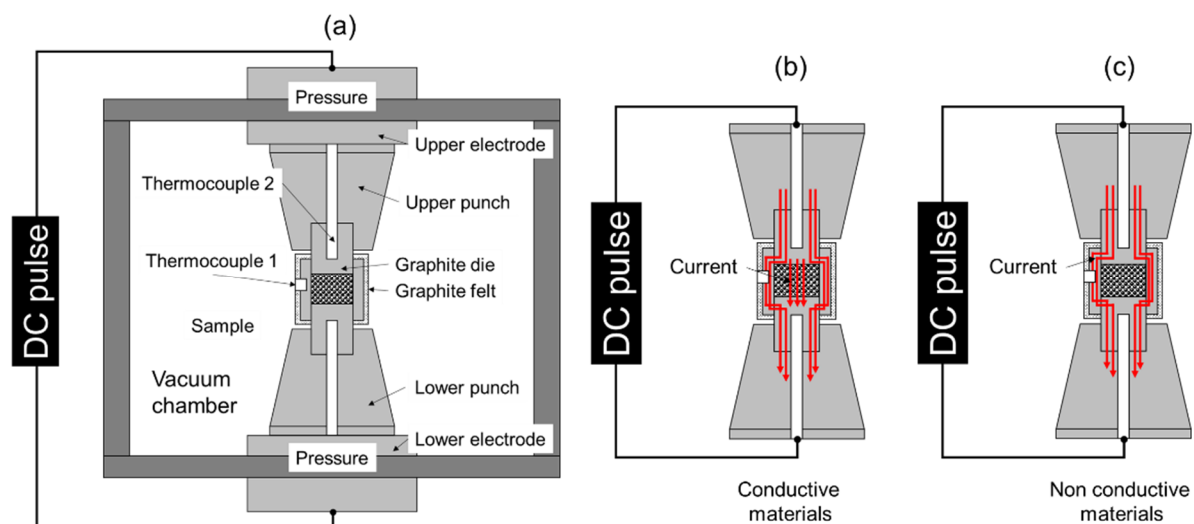 (a)
DC pulse
Pressure
Upper electrode
Thermocouple 2
Upper punch
Thermocouple 1
Graphite die
Graphite felt
Sample
Vacuum
chamber
Lower punch
Lower electrode
Pressure
(b)
DC pulse
Current
Conductive
materials
(c)
DC pulse
Current
Non conductive
materials